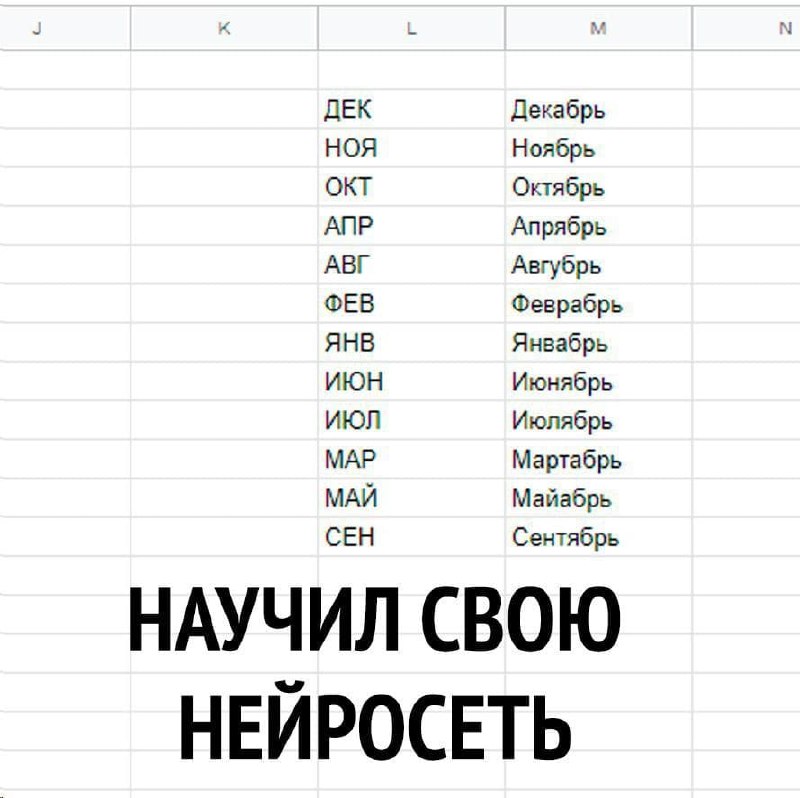 J K L M N
ДЕК Декабрь
НОЯ Ноябрь
ОКТ Октябрь
АПР Апрябрь
АВГ Авгубрь
ФЕВ Феврабрь
ЯНВ Янвабрь
ИЮН Июнябрь
ИЮЛ Июлябрь
МАР Мартабрь
МАЙ Майабрь
СЕН Сентябрь
НАУЧИЛ СВОЮ
НЕЙРОСЕТЬ